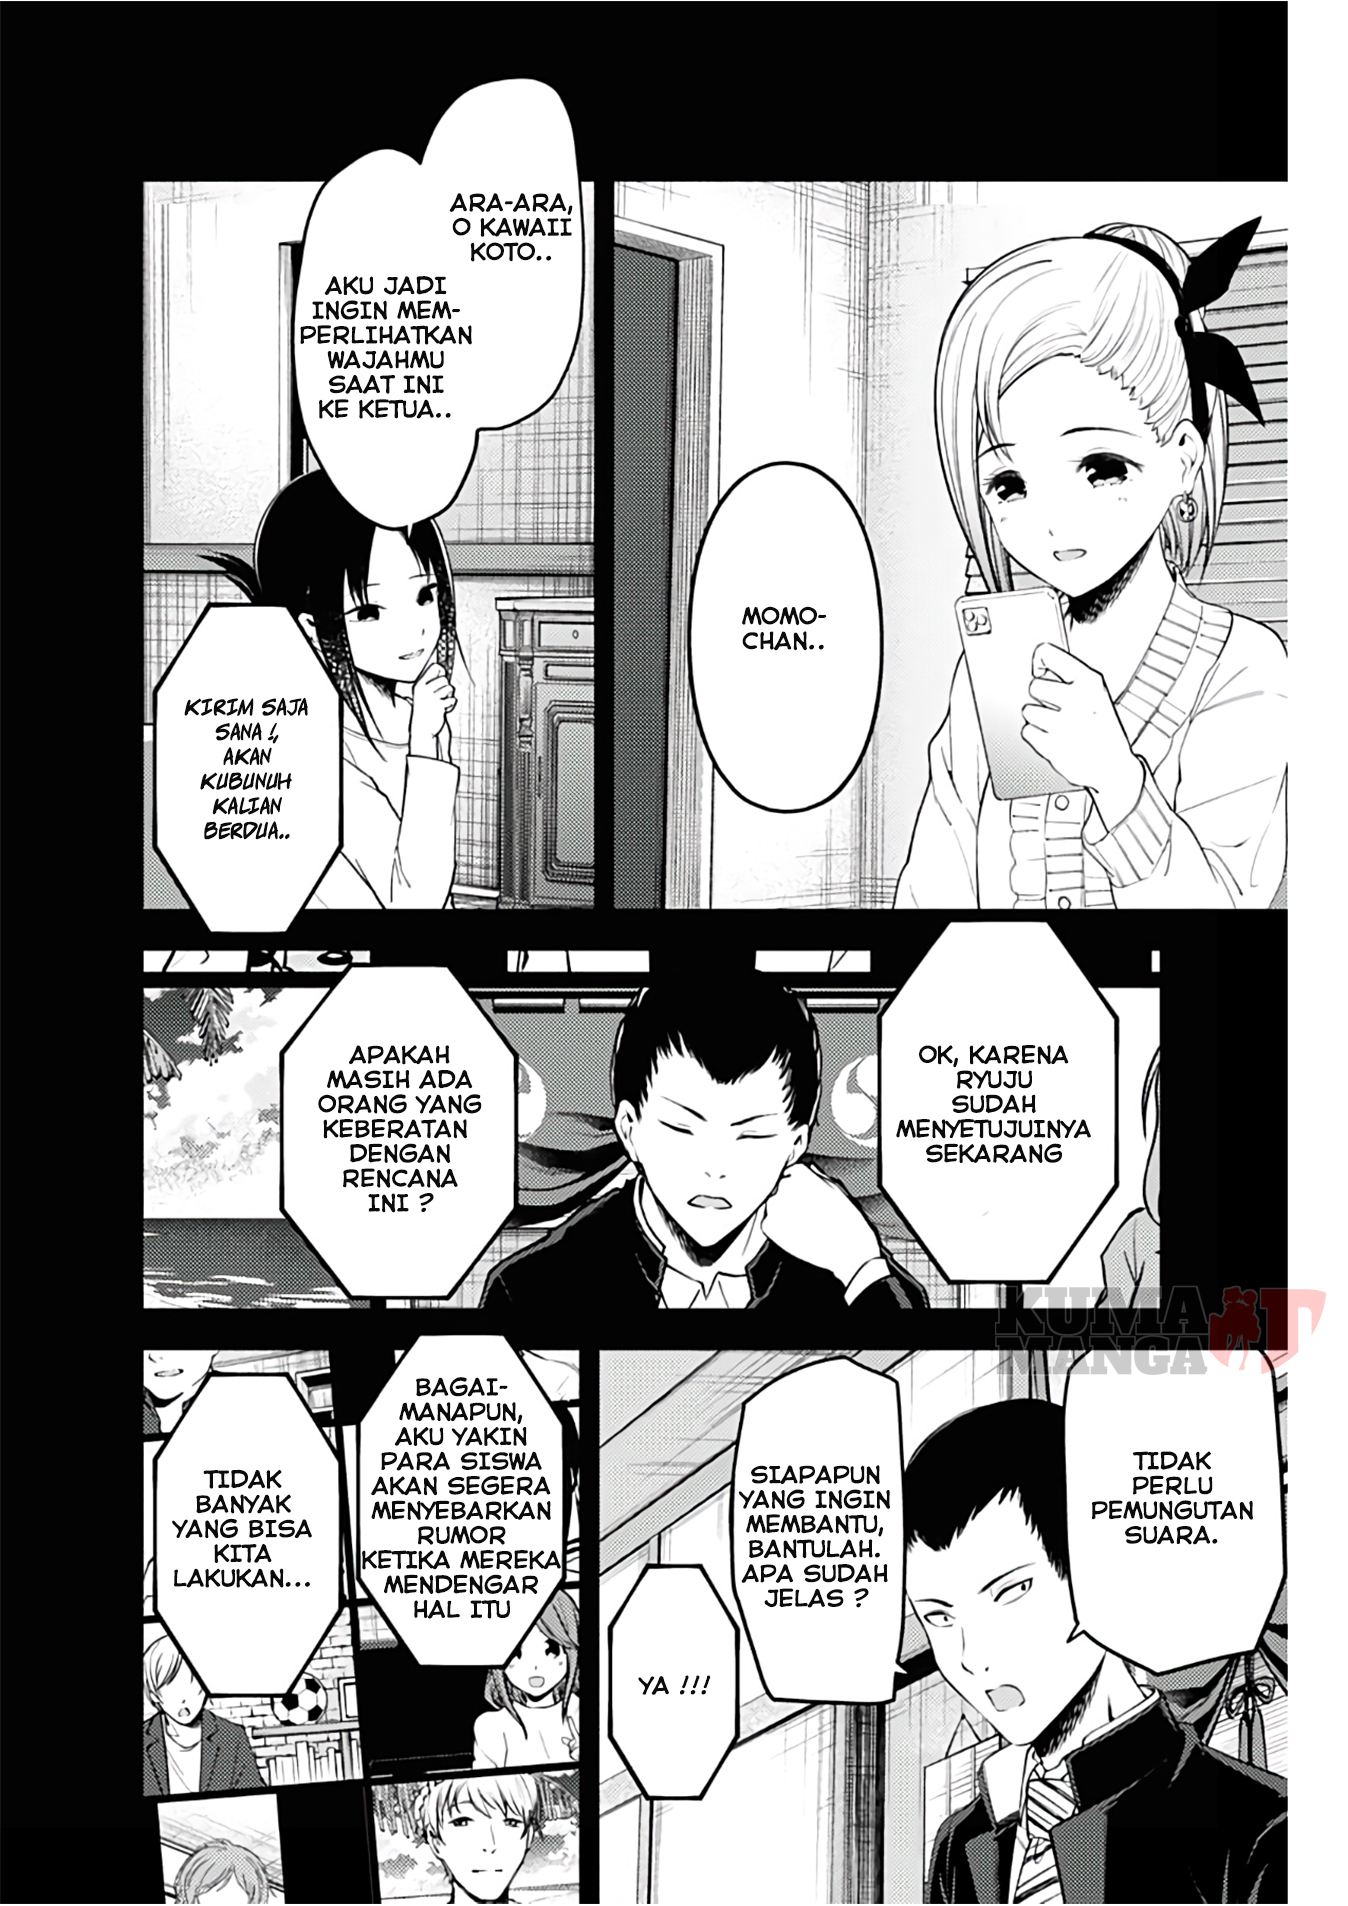 MOMO-
CHAN..
ARA-ARA,
O KAWAII
KOTO..
AKU JADI
INGIN MEM-
PERLIHATKAN
WAJAHMU
SAAT INI
KE KETUA..
KIRIM SAJA
SANA !,
AKAN
KUBUNUH
KALIAN
BERDUA..
OK, KARENA
RYUJU
SUDAH
MENYETUJUINYA
SEKARANG
APAKAH
MASIH ADA
ORANG YANG
KEBERATAN
DENGAN
RENCANA
INI ?
KUMA
MANGA
TIDAK
PERLU
PEMUNGUTAN
SUARA.
SIAPAPUN
YANG INGIN
MEMBANTU,
BANTULAH.
APA SUDAH
JELAS ?
YA !!!
BAGAI-
MANAPUN,
AKU YAKIN
PARA SISWA
AKAN SEGERA
MENYEBARKAN
RUMOR
KETIKA MEREKA
MENDENGAR
HAL ITU
TIDAK
BANYAK
YANG BISA
KITA
LAKUKAN...